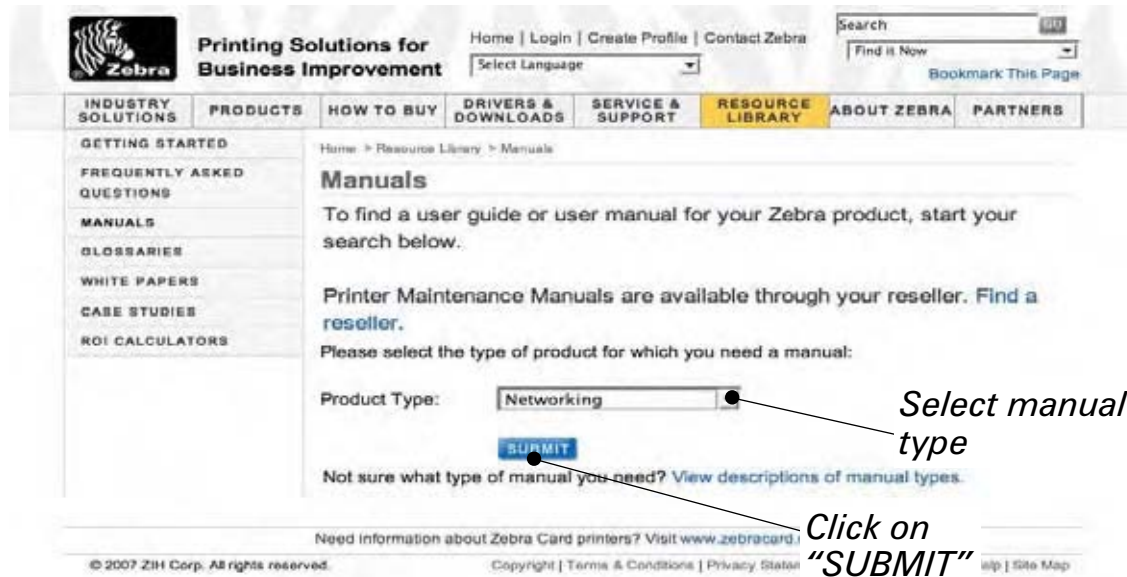 Zebra
Printing Solutions for
Business Improvement
Home | Login | Create Profile | Contact Zebra
Select Language
Search
GO
Find it Now
Bookmark This Page
INDUSTRY SOLUTIONS
PRODUCTS
HOW TO BUY
DRIVERS & DOWNLOADS
SERVICE & SUPPORT
RESOURCE LIBRARY
ABOUT ZEBRA
PARTNERS
GETTING STARTED
FREQUENTLY ASKED
QUESTIONS
MANUALS
GLOSSARIES
WHITE PAPERS
CASE STUDIES
ROI CALCULATORS
Home > Resource Library > Manuals
Manuals
To find a user guide or user manual for your Zebra product, start your
search below.
Printer Maintenance Manuals are available through your reseller. Find a
reseller.
Please select the type of product for which you need a manual:
Product Type: Networking
Select manual
type
SUBMIT
Not sure what type of manual you need? View descriptions of manual types.
Click on
“SUBMIT”
Need information about Zebra Card printers? Visit www.zebracard.
© 2007 ZIH Corp. All rights reserved.
Copyright | Terms & Conditions | Privacy | Site Map